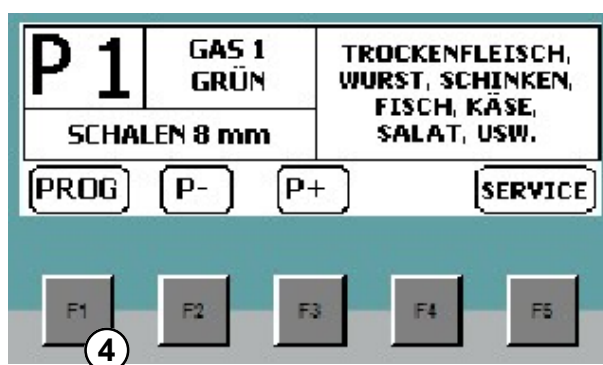 P 1
GAS 1
GRÜN
SCHALEN 8 mm
TROCKENFLEISCH,
WURST, SCHINKEN,
FISCH, KÄSE,
SALAT, USW.
PROG P- P+ SERVICE
F1 F2 F3 F4 F5
4